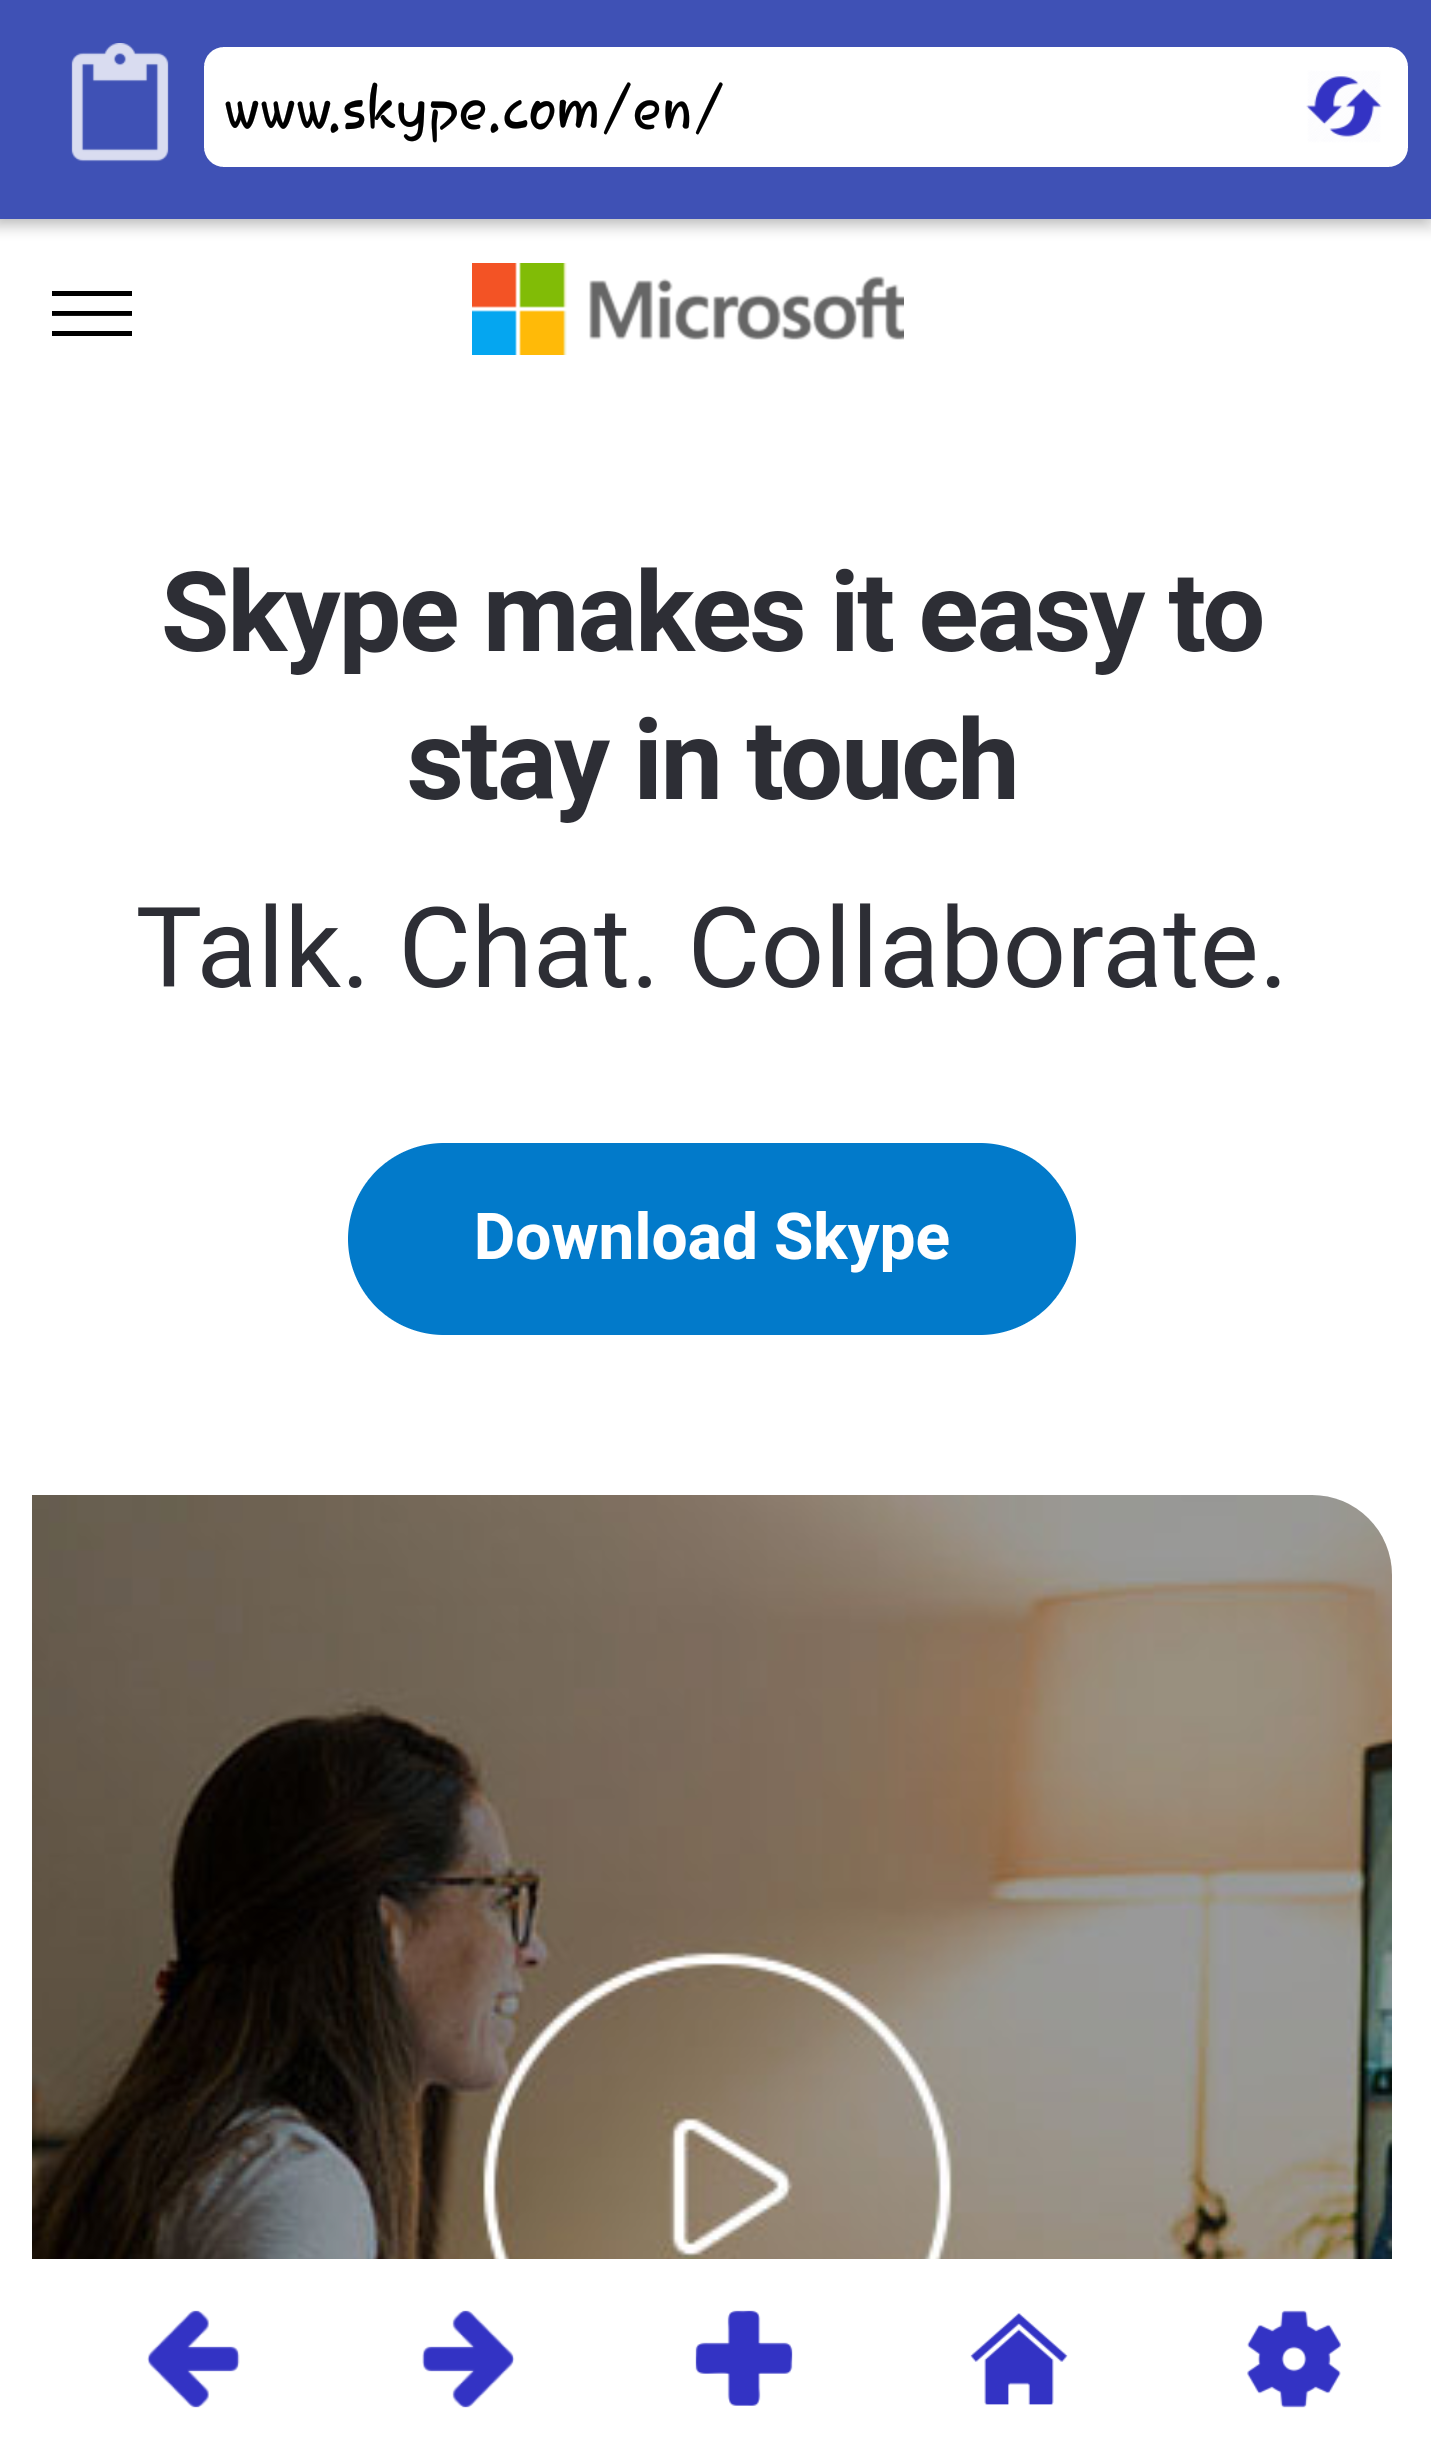 www.skype.com/en/
Microsoft
Skype makes it easy to
stay in touch
Talk. Chat. Collaborate.
Download Skype